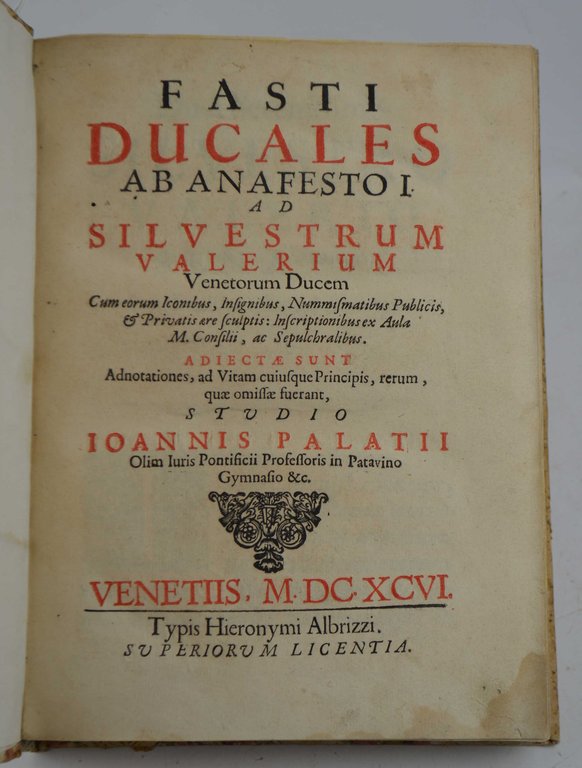 FASTI
DUCALES
AB ANAFESTO I.
AD
SILVESTRUM
VALERIUM
Venetorum Ducem
Cum eorum Iconibus, Inſignibus, Nummiſmatibus Publicis,
& Privatis ære ſculptis: Inſcriptionibus ex Aula
M. Conſilii, ac Sepulchralibus.
ADIECTÆ SUNT
Adnotationes, ad Vitam cuiuſque Principis, rerum,
quæ omiſſæ fuerant,
STVDIO
IOANNIS PALATII
Olim Iuris Pontificii Profeſſoris in Patavino
Gymnaſio &c.
VENETIIS, M.DC.XCVI.
Typis Hieronymi Albrizzi.
SVPERIORVM LICENTIA.